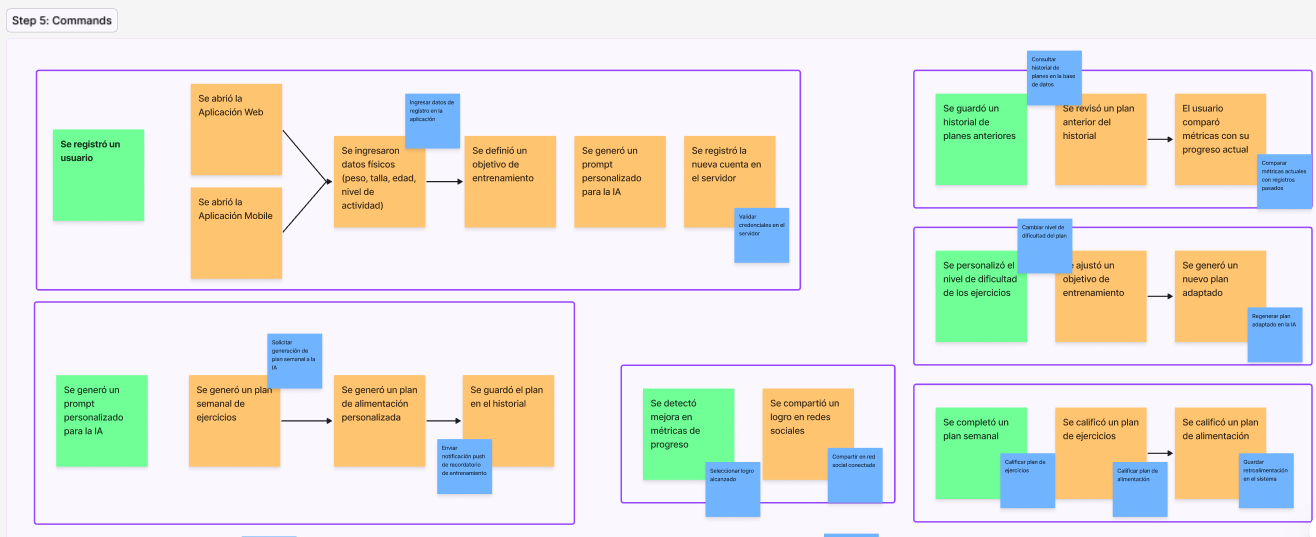 Step 5: Commands
Se registró un
usuario
Se abrió la
Aplicación Web
Se abrió la
Aplicación Mobile
Ingresar datos de
registro en la
aplicación
Se ingresaron
datos físicos
(peso, talla, edad,
nivel de
actividad)
Se definió un
objetivo de
entrenamiento
Se generó un
prompt
personalizado
para la IA
Se registró la
nueva cuenta en
el servidor
Validar
credenciales en el
servidor
Se generó un
prompt
personalizado
para la IA
Solicitar
generación de
plan semanal a la
IA
Se generó un plan
semanal de
ejercicios
Se generó un plan
de alimentación
personalizada
Se guardó el plan
en el historial
Enviar
notificación push
de recordatorio
de entrenamiento
Se detectó
mejora en
métricas de
progreso
Seleccionar logro
alcanzado
Se compartió un
logro en redes
sociales
Compartir en red
social conectada
Consultar
historial de
planes en la base
de datos
Se guardó un
historial de
planes anteriores
Se revisó un plan
anterior del
historial
El usuario
comparó
métricas con su
progreso actual
Comparar
métricas actuales
con registros
pasados
Cambiar nivel de
dificultad del plan
Se personalizó el
nivel de dificultad
de los ejercicios
ajustó un
objetivo de
entrenamiento
Se generó un
nuevo plan
adaptado
Regenerar plan
adaptado en la IA
Se completó un
plan semanal
Calificar plan de
ejercicios
Se calificó un plan
de ejercicios
Calificar plan de
alimentación
Se calificó un plan
de alimentación
Guardar
retroalimentación
en el sistema